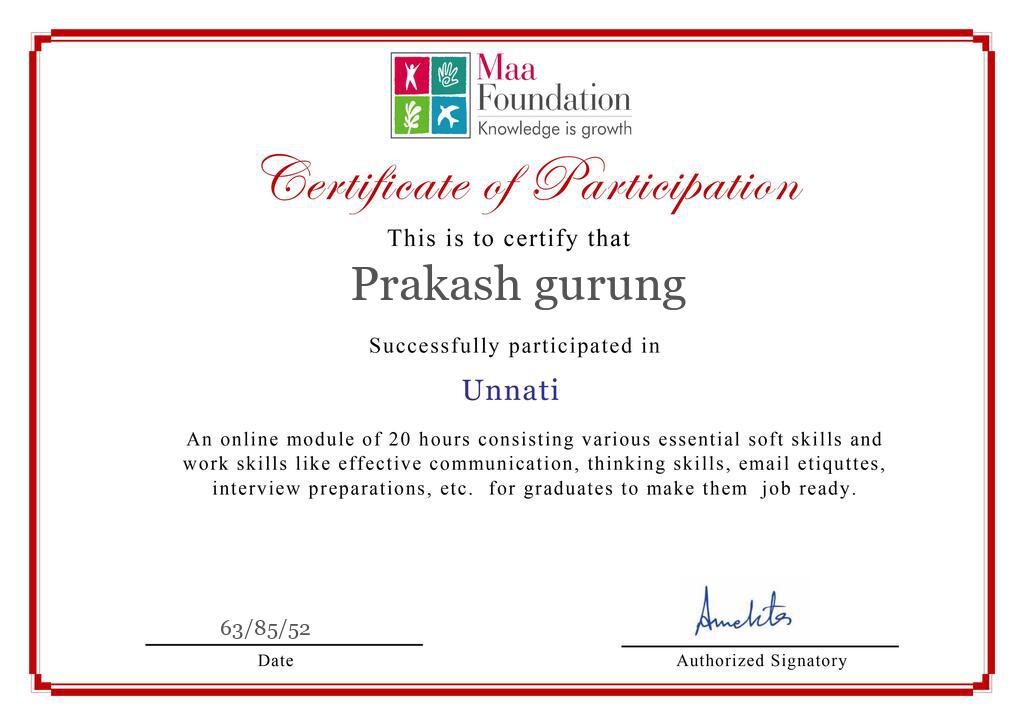 Maa
Foundation
Knowledge is growth
Certificate of Participation
This is to certify that
Prakash gurung
Successfully participated in
Unnati
An online module of 20 hours consisting various essential soft skills and
work skills like effective communication, thinking skills, email etiquttes,
interview preparations, etc. for graduates to make them job ready.
63/85/52
Date
Authorized Signatory